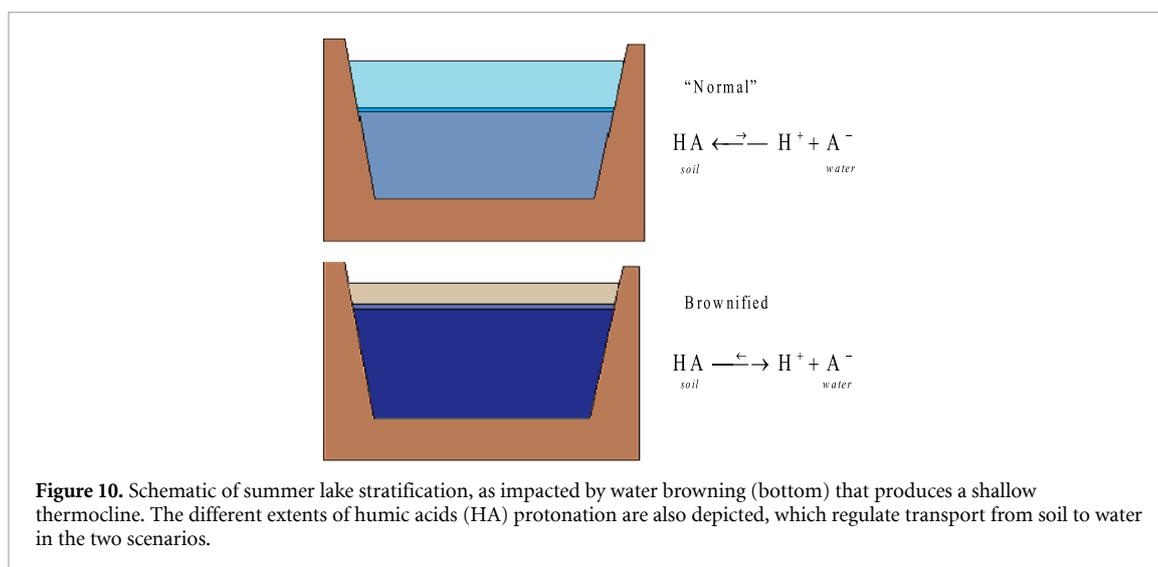 “Normal”
HA ⟵→— H⁺ + A⁻
soil water
Brownified
HA —←⟶ H⁺ + A⁻
soil water
Figure 10. Schematic of summer lake stratification, as impacted by water browning (bottom) that produces a shallow
thermocline. The different extents of humic acids (HA) protonation are also depicted, which regulate transport from soil to water
in the two scenarios.